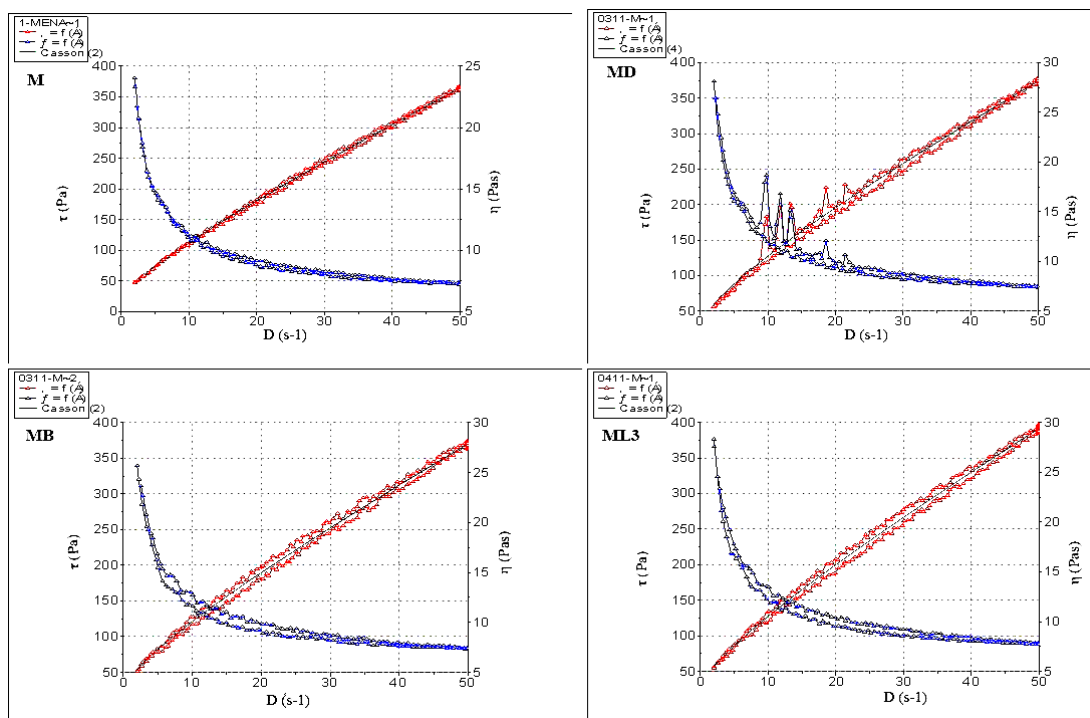 1-MENA~1
, = f (Á)
ƒ = f (Á)
Casson (2)
M
400
350
300
250
200
150
100
50
0
τ (Pa)
25
20
15
10
5
η (Pas)
0 10 20 30 40 50
D (s-1)
0311-M~1,
, = f (Á)
ƒ = f (Á)
Casson (4)
MD
400
350
300
250
200
150
100
50
τ (Pa)
30
25
20
15
10
5
η (Pas)
0 10 20 30 40 50
D (s-1)
0311-M~2,
, = f (Á)
ƒ = f (Á)
Casson (2)
MB
400
350
300
250
200
150
100
50
τ (Pa)
30
25
20
15
10
5
η (Pas)
0 10 20 30 40 50
D (s-1)
0411-M~1,
, = f (Á)
ƒ = f (Á)
Casson (2)
ML3
400
350
300
250
200
150
100
50
τ (Pa)
30
25
20
15
10
5
η (Pas)
0 10 20 30 40 50
D (s-1)